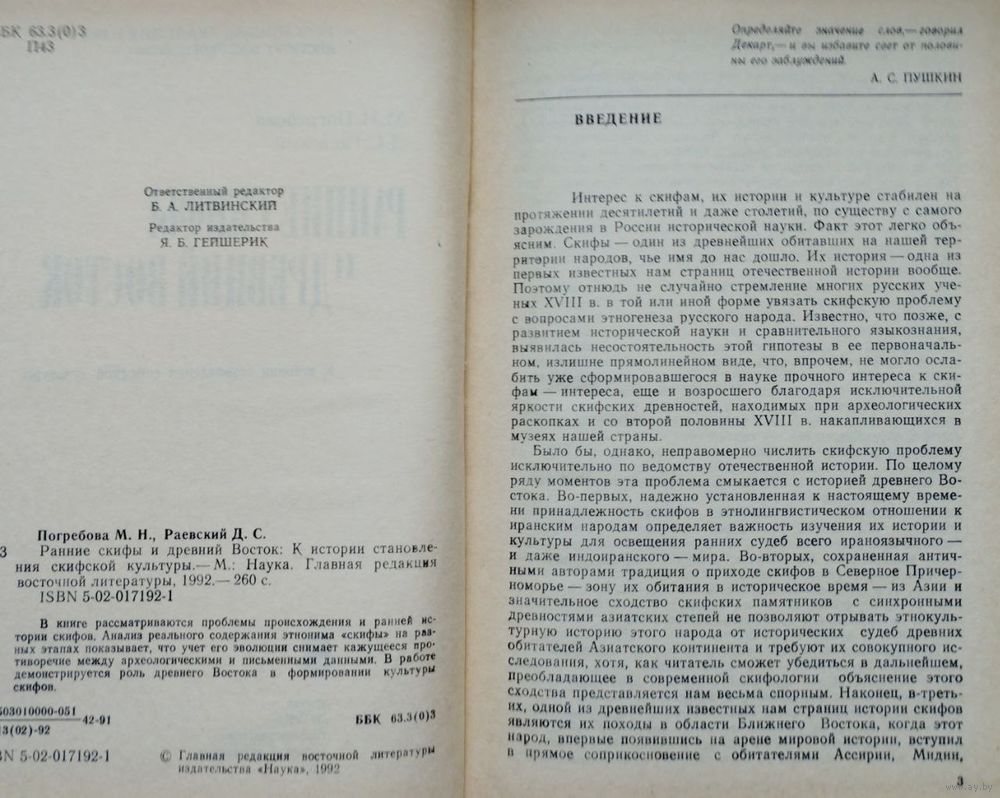 БК 63.3(0)3
П43
Ответственный редактор
Б. А. ЛИТВИНСКИЙ
Редактор издательства
Я. Б. ГЕЙШЕРИК
Погребова М. Н., Раевский Д. С.
3 Ранние скифы и древний Восток: К истории становле-
ния скифской культуры.— М.: Наука. Главная редакция
восточной литературы, 1992.— 260 с.
ISBN 5-02-017192-1
В книге рассматриваются проблемы происхождения и ранней ис-
тории скифов. Анализ реального содержания этнонима «скифы» на раз-
ных этапах показывает, что учет его эволюции снимает кажущееся про-
тиворечие между археологическими и письменными данными. В работе
демонстрируется роль древнего Востока в формировании культуры
скифов.
503010000-051
13(02)-92
42-91
ББК 63.3(0)3
BN 5-02-017192-1
© Главная редакция восточной литературы
издательства «Наука», 1992
Определяйте значение слов,— говорил
Декарт,— и вы избавите свет от полови-
ны его заблуждений.
А. С. ПУШКИН
ВВЕДЕНИЕ
Интерес к скифам, их истории и культуре стабилен на
протяжении десятилетий и даже столетий, по существу с самого
зарождения в России исторической науки. Факт этот легко объ-
ясним. Скифы — один из древнейших обитавших на нашей тер-
ритории народов, чье имя до нас дошло. Их история — одна из
первых известных нам страниц отечественной истории вообще.
Поэтому отнюдь не случайно стремление многих русских уче-
ных XVIII в. в той или иной форме увязать скифскую проблему
с вопросами этногенеза русского народа. Известно, что позже, с
развитием исторической науки и сравнительного языкознания,
выявилась несостоятельность этой гипотезы в ее первоначаль-
ном, излишне прямолинейном виде, что, впрочем, не могло осла-
бить уже сформировавшегося в науке прочного интереса к ски-
фам — интереса, еще и возросшего благодаря исключительной
яркости скифских древностей, находимых при археологических
раскопках и со второй половины XVIII в. накапливающихся в
музеях нашей страны.
Было бы, однако, неправомерно числить скифскую проблему
исключительно по ведомству отечественной истории. По целому
ряду моментов эта проблема смыкается с историей древнего Во-
стока. Во-первых, надежно установленная к настоящему време-
ни принадлежность скифов в этнолингвистическом отношении к
иранским народам определяет важность изучения их истории и
культуры для освещения ранних судеб всего ираноязычного —
и даже индоиранского — мира. Во-вторых, сохраненная антич-
ными авторами традиция о приходе скифов в Северное Причер-
номорье — зону их обитания в историческое время — из Азии и
значительное сходство скифских памятников с синхронными
древностями азиатских степей не позволяют отрывать этнокуль-
турную историю этого народа от исторических судеб древних
обитателей Азиатского континента и требуют их совокупного ис-
следования, хотя, как читатель сможет убедиться в дальнейшем,
преобладающее в современной скифологии объяснение этого
сходства представляется нам весьма спорным. Наконец, в-треть-
их, одной из древнейших известных нам страниц истории скифов
являются их походы в области Ближнего Востока, когда этот
народ, впервые появившись на арене мировой истории, вступил
в прямое соприкосновение с обитателями Ассирии, Мидии,
3
www.ay.by